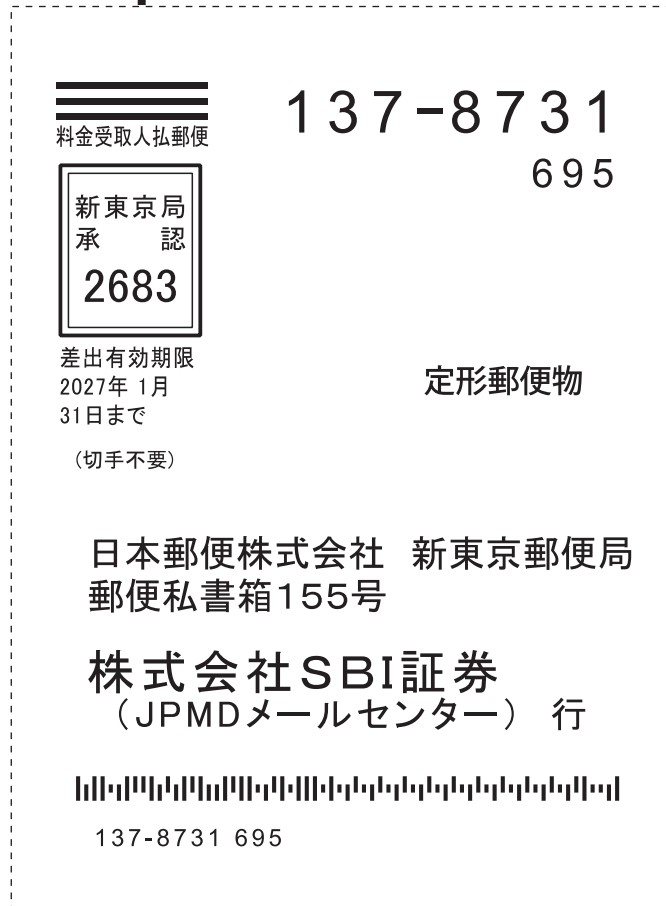 137-8731
695
料金受取人払郵便
新東京局
承 認
2683
差出有効期限
2027年 1月
31日まで
（切手不要）
定形郵便物
日本郵便株式会社 新東京郵便局
郵便私書箱155号
株式会社SBI証券
（JPMDメールセンター） 行
137-8731 695